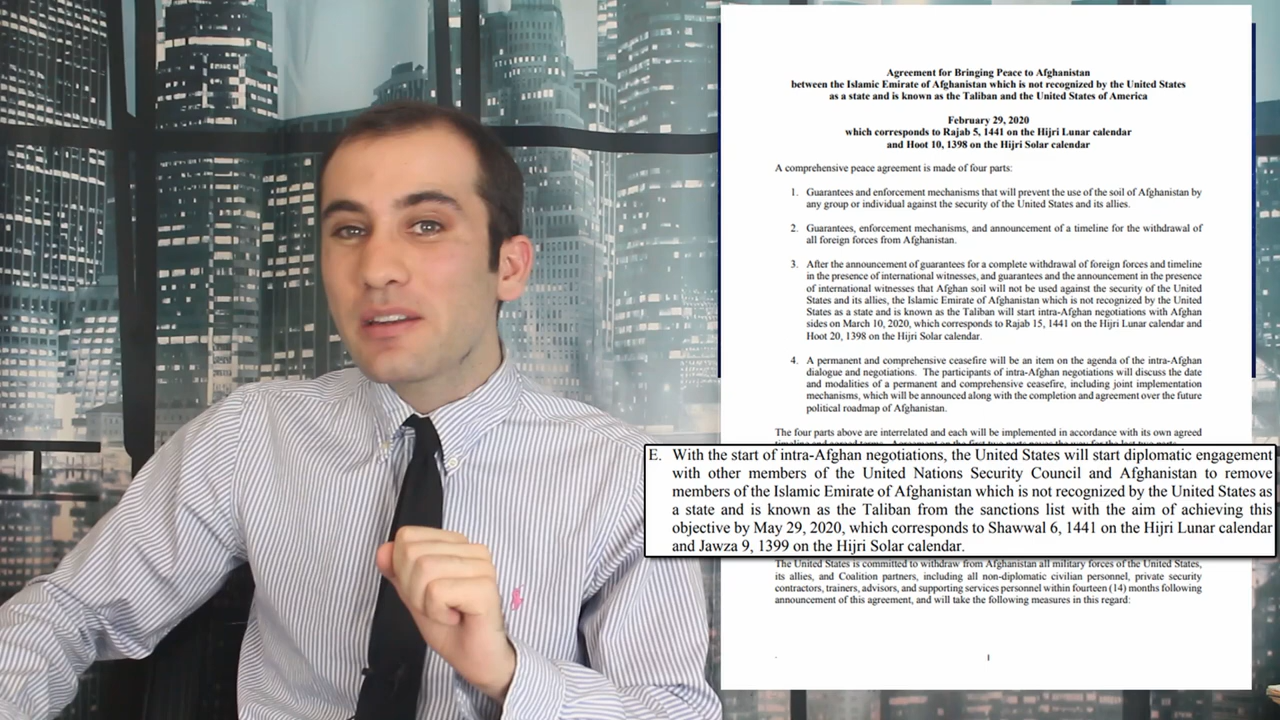 Agreement for Bringing Peace to Afghanistan
between the Islamic Emirate of Afghanistan which is not recognized by the United States
as a state and is known as the Taliban and the United States of America
February 29, 2020
which corresponds to Rajab 5, 1441 on the Hijri Lunar calendar
and Hoot 10, 1398 on the Hijri Solar calendar
A comprehensive peace agreement is made of four parts:
1. Guarantees and enforcement mechanisms that will prevent the use of the soil of Afghanistan by
any group or individual against the security of the United States and its allies.
2. Guarantees, enforcement mechanisms, and announcement of a timeline for the withdrawal of
all foreign forces from Afghanistan.
3. After the announcement of guarantees for a complete withdrawal of foreign forces and timeline
in the presence of international witnesses, and guarantees and the announcement in the presence
of international witnesses that Afghan soil will not be used against the security of the United
States and its allies, the Islamic Emirate of Afghanistan which is not recognized by the United
States as a state and is known as the Taliban will start intra-Afghan negotiations with Afghan
sides on March 10, 2020, which corresponds to Rajab 15, 1441 on the Hijri Lunar calendar and
Hoot 20, 1398 on the Hijri Solar calendar.
4. A permanent and comprehensive ceasefire will be an item on the agenda of the intra-Afghan
dialogue and negotiations. The participants of intra-Afghan negotiations will discuss the date
and modalities of a permanent and comprehensive ceasefire, including joint implementation
mechanisms, which will be announced along with the completion and agreement over the future
political roadmap of Afghanistan.
The four parts above are interrelated and each will be implemented in accordance with its own agreed
timeline and agreed terms. Agreement on the first two parts paves the way for the last two parts.
E. With the start of intra-Afghan negotiations, the United States will start diplomatic engagement
with other members of the United Nations Security Council and Afghanistan to remove
members of the Islamic Emirate of Afghanistan which is not recognized by the United States as
a state and is known as the Taliban from the sanctions list with the aim of achieving this
objective by May 29, 2020, which corresponds to Shawwal 6, 1441 on the Hijri Lunar calendar
and Jawza 9, 1399 on the Hijri Solar calendar.
The United States is committed to withdraw from Afghanistan all military forces of the United States,
its allies, and Coalition partners, including all non-diplomatic civilian personnel, private security
contractors, trainers, advisors, and supporting services personnel within fourteen (14) months following
announcement of this agreement, and will take the following measures in this regard:
1